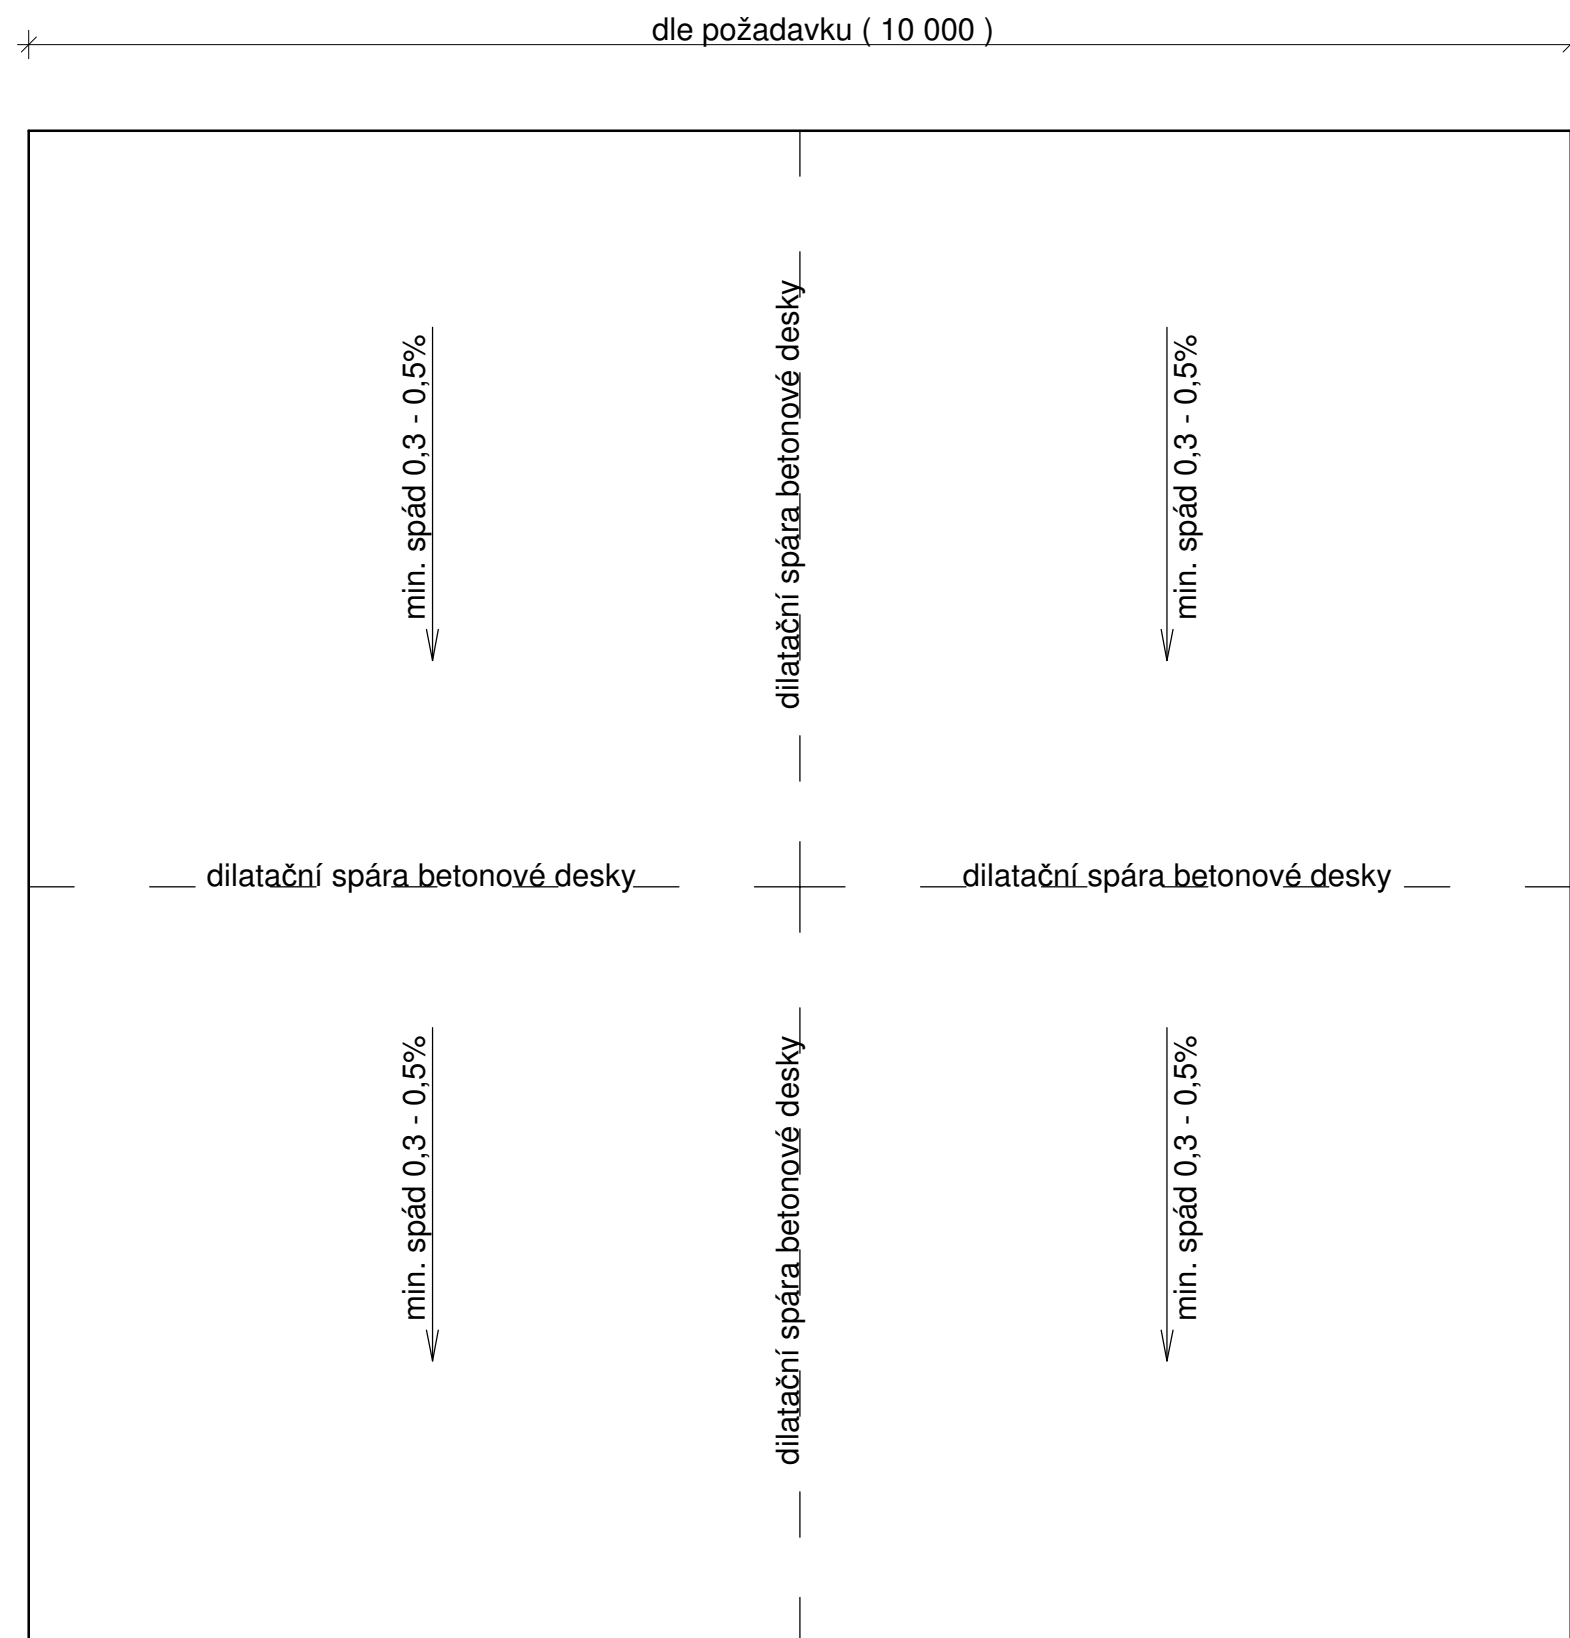 dle požadavku ( 10 000 )
min. spád 0,3 - 0,5%
dilatační spára betonové desky
min. spád 0,3 - 0,5%
dilatační spára betonové desky
dilatační spára betonové desky
min. spád 0,3 - 0,5%
dilatační spára betonové desky
min. spád 0,3 - 0,5%